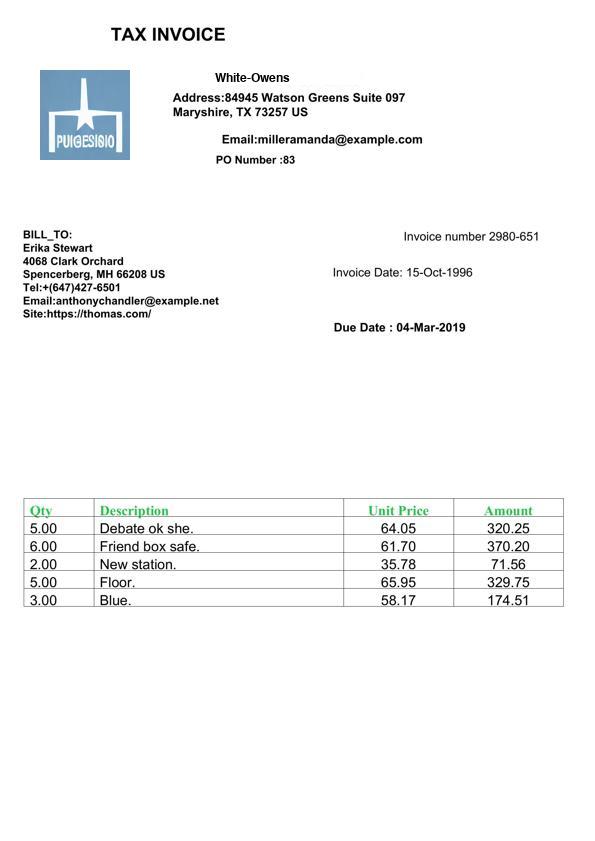 TAX INVOICE
PUIGESISIO
White-Owens
Address:84945 Watson Greens Suite 097
Maryshire, TX 73257 US
Email:milleramanda@example.com
PO Number :83
BILL_TO:
Erika Stewart
4068 Clark Orchard
Spencerberg, MH 66208 US
Tel:+(647)427-6501
Email:anthonychandler@example.net
Site:https://thomas.com/
Invoice number 2980-651
Invoice Date: 15-Oct-1996
Due Date : 04-Mar-2019
Qty Description Unit Price Amount
5.00 Debate ok she. 64.05 320.25
6.00 Friend box safe. 61.70 370.20
2.00 New station. 35.78 71.56
5.00 Floor. 65.95 329.75
3.00 Blue. 58.17 174.51